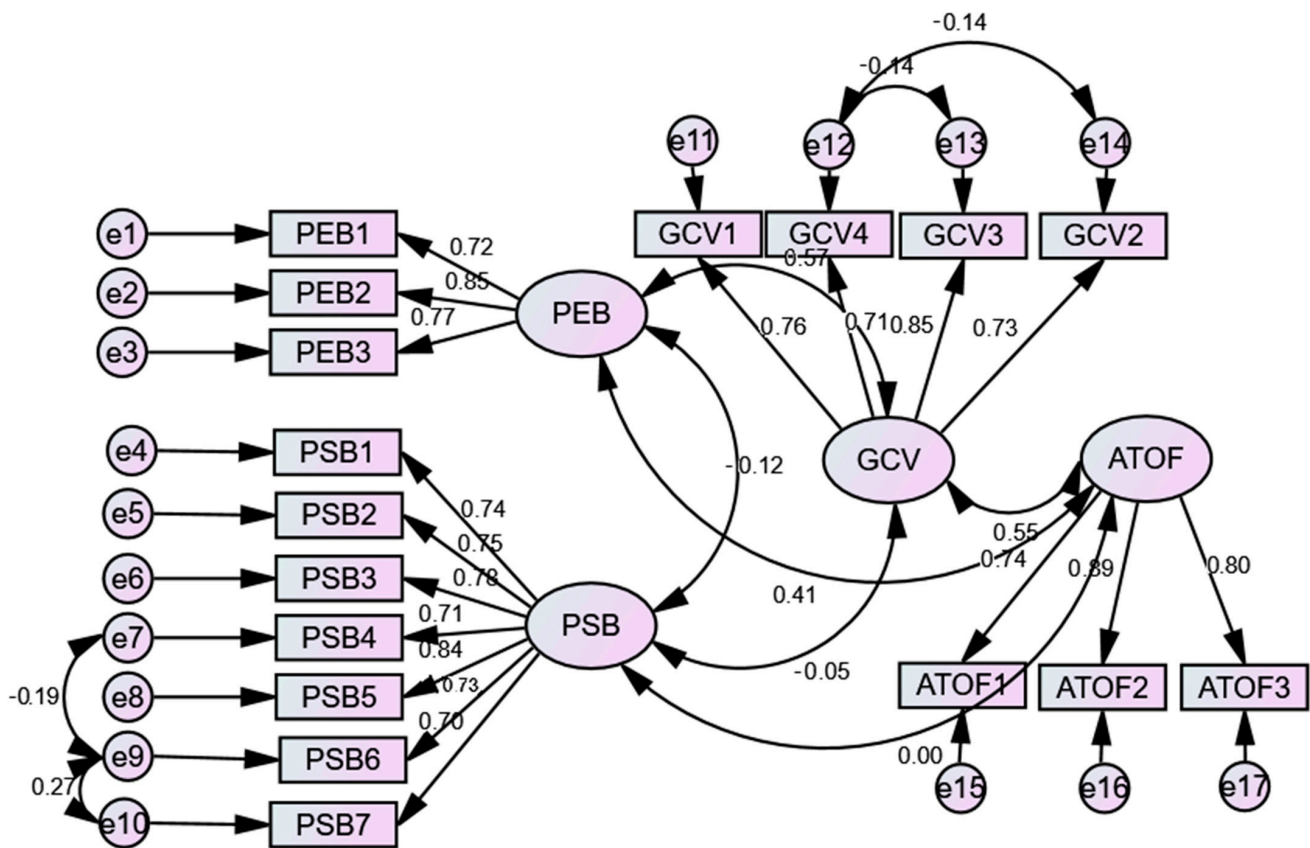 -0.14
-0.14
e11
e12
e13
e14
e1
PEB1
0.72
GCV1
GCV4
GCV3
GCV2
0.57
e2
PEB2
0.85
PEB
0.77
0.76
0.71
0.85
0.73
e3
PEB3
e4
PSB1
GCV
ATOF
-0.12
0.74
e5
PSB2
0.75
0.55
0.74
0.89
0.80
e6
PSB3
0.78
0.41
0.71
PSB
e7
PSB4
0.84
-0.05
-0.19
e8
PSB5
0.73
ATOF1
ATOF2
ATOF3
0.70
e9
PSB6
0.00
0.27
e15
e16
e17
e10
PSB7